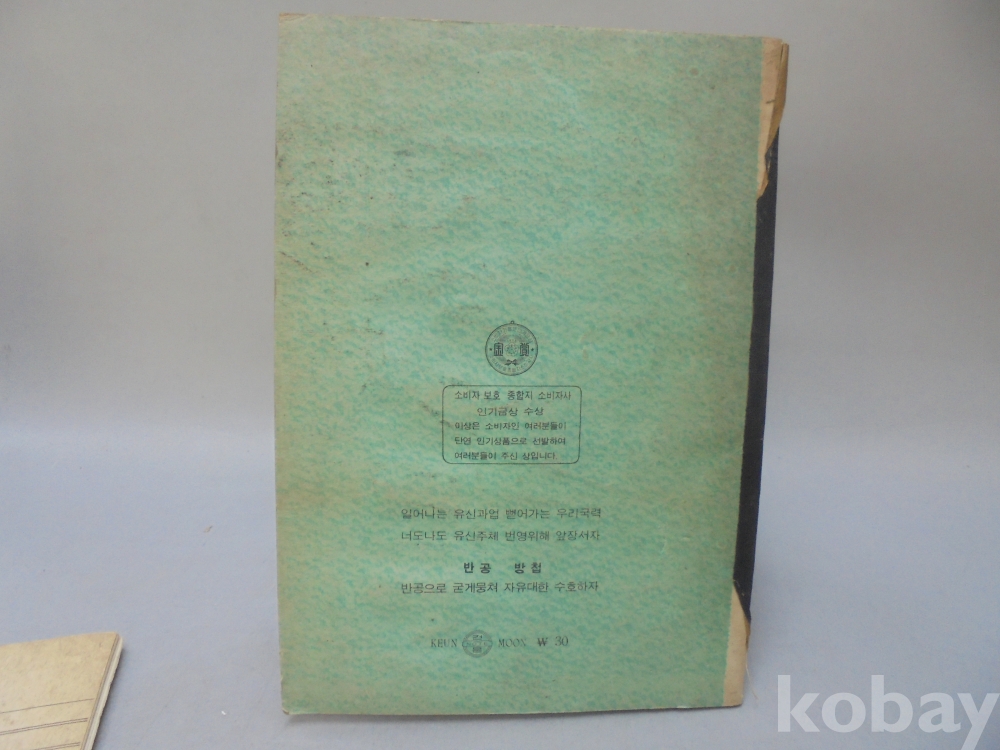 金 賞
소비자 보호 종합지 소비자사
인기금상 수상
이상은 소비자인 여러분들이
단연 인기상품으로 선발하여
여러분들이 주신 상입니다.
일어나는 유신과업 뻗어가는 우리국력
너도나도 유신주체 번영위해 앞장서자
반공 방첩
반공으로 굳게뭉쳐 자유대한 수호하자
KEUN MOON ₩ 30
kobay